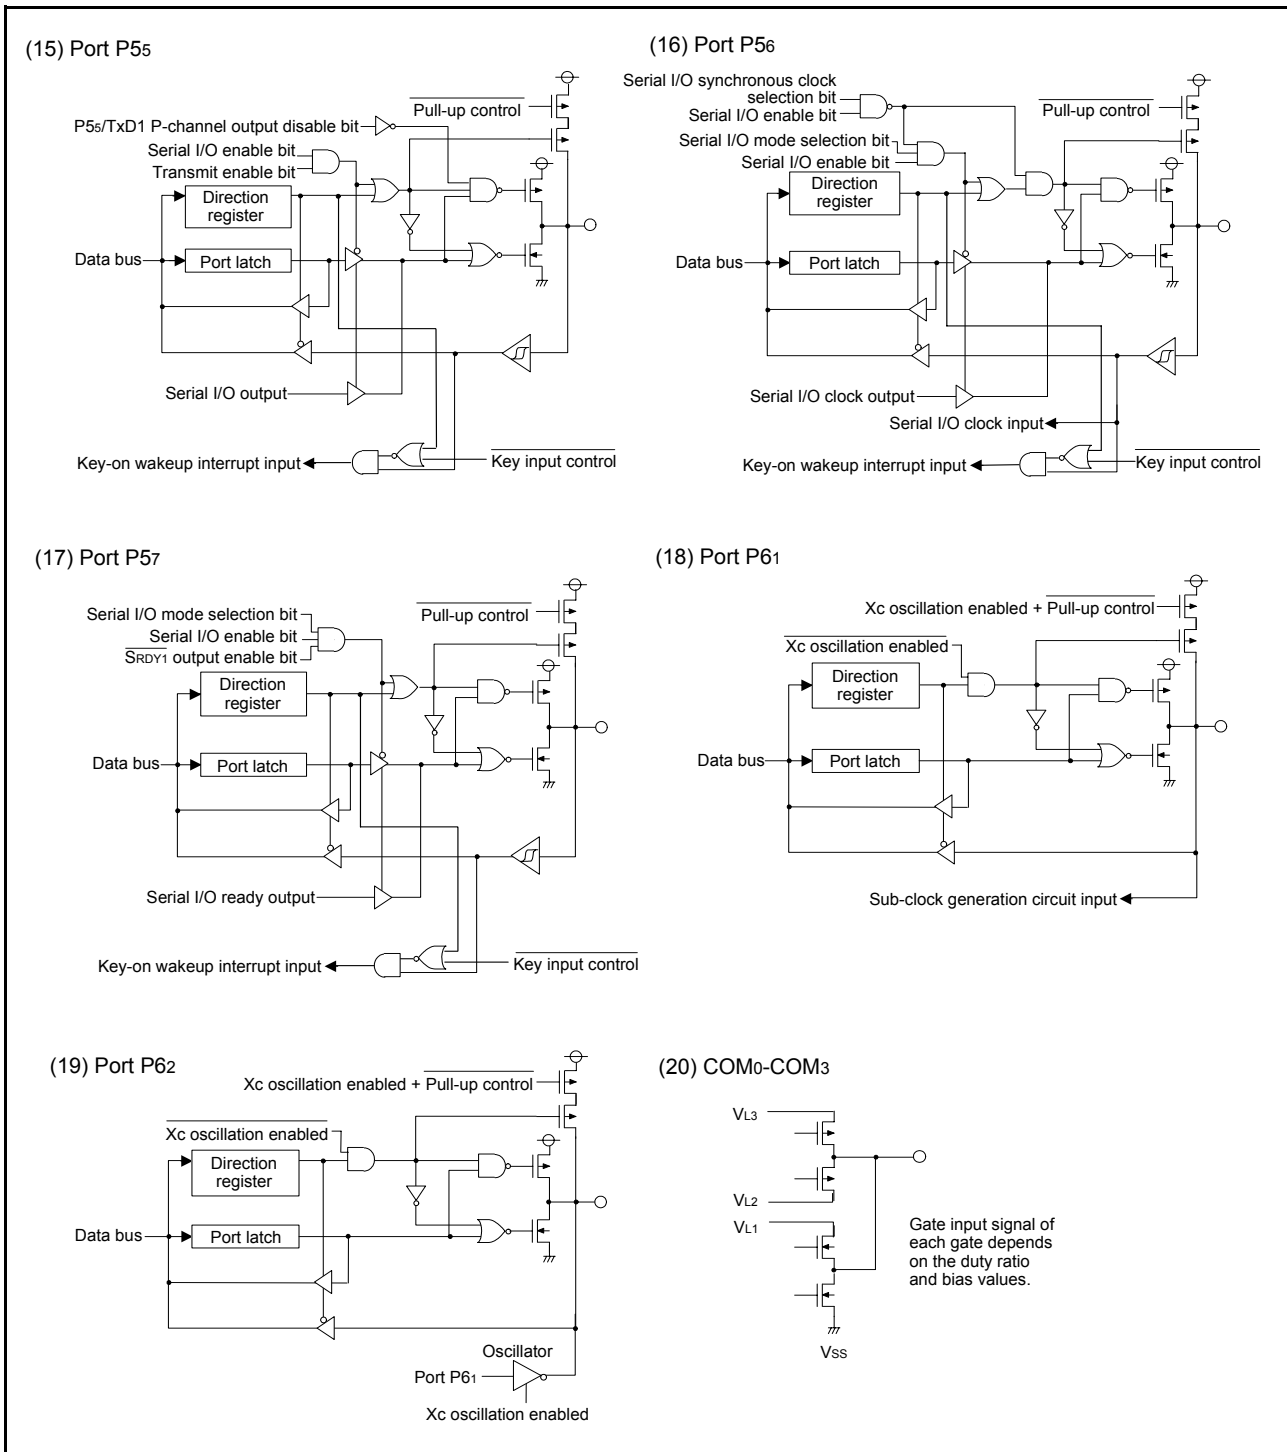 (15) Port P55
Pull-up control
P55/TxD1 P-channel output disable bit
Serial I/O enable bit
Transmit enable bit
Direction
register
Data bus
Port latch
Serial I/O output
Key-on wakeup interrupt input
Key input control
(16) Port P56
Serial I/O synchronous clock
selection bit
Serial I/O enable bit
Pull-up control
Serial I/O mode selection bit
Serial I/O enable bit
Direction
register
Data bus
Port latch
Serial I/O clock output
Serial I/O clock input
Key-on wakeup interrupt input
Key input control
(17) Port P57
Serial I/O mode selection bit
Serial I/O enable bit
SRDY1 output enable bit
Pull-up control
Direction
register
Data bus
Port latch
Serial I/O ready output
Key-on wakeup interrupt input
Key input control
(18) Port P61
Xc oscillation enabled + Pull-up control
Xc oscillation enabled
Direction
register
Data bus
Port latch
Sub-clock generation circuit input
(19) Port P62
Xc oscillation enabled + Pull-up control
Xc oscillation enabled
Direction
register
Data bus
Port latch
Oscillator
Port P61
Xc oscillation enabled
(20) COM0-COM3
VL3
VL2
VL1
VSS
Gate input signal of
each gate depends
on the duty ratio
and bias values.